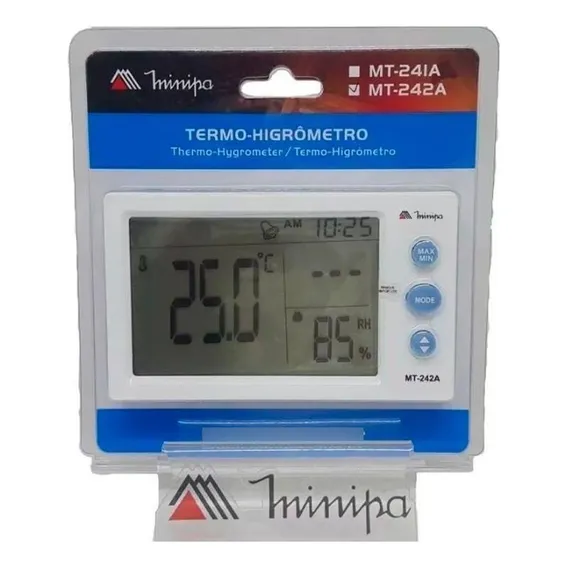 minipa
MT-241A
MT-242A
TERMO-HIGRÔMETRO
Thermo-Hygrometer / Termo-Higrómetro
minipa
AM 10:25
MAX
MIN
25.0 °C
---
MODE
85 RH
%
MT-242A
minipa